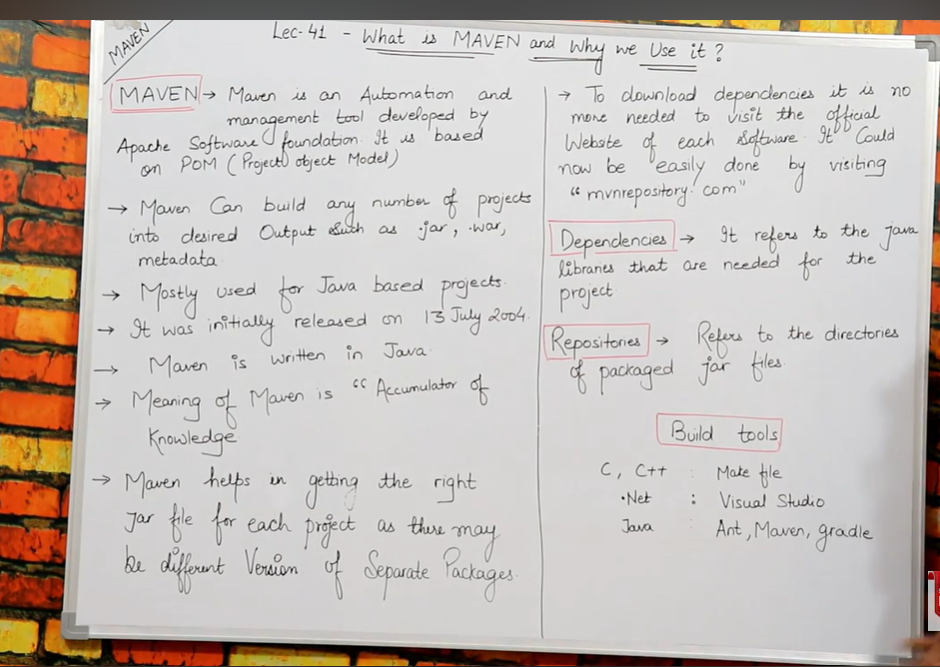 MAVEN
Lec-41 - What is MAVEN and Why we Use it?
MAVEN → Maven is an Automation and
management tool developed by
Apache Software foundation. It is based
on POM (Project object Model)
→ Maven Can build any number of projects
into desired Output Such as .jar, .war,
metadata.
→ Mostly used for Java based projects.
→ It was initially released on 13 July 2004.
→ Maven is written in Java.
→ Meaning of Maven is "Accumulator of
Knowledge
→ Maven helps in getting the right
Jar file for each project as there may
be different Version of Separate Packages.
→ To download dependencies it is no
more needed to visit the official
Website of each Software. It Could
now be easily done by visiting
"mvnrepository.com"
Dependencies → It refers to the java
libraries that are needed for the
project.
Repositories → Refers to the directories
of packaged jar files.
Build tools
C, C++ : Make file
.Net : Visual Studio
Java : Ant, Maven, gradle